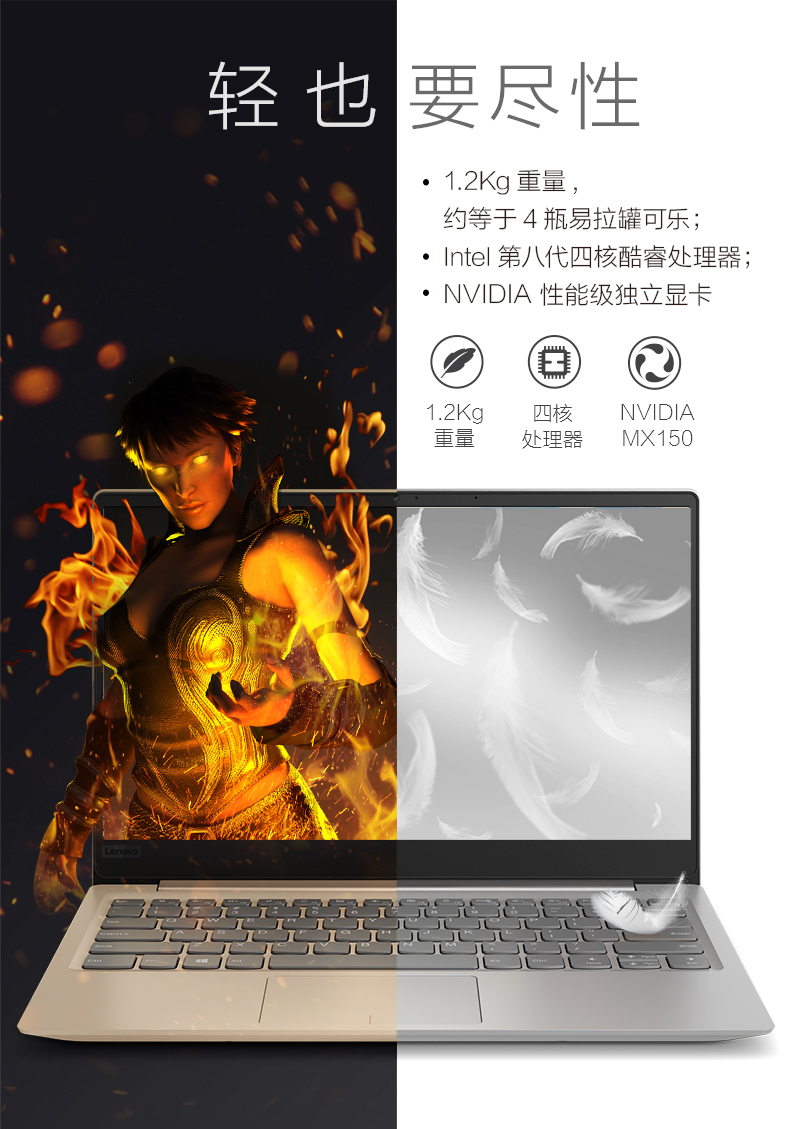 轻也要尽性
• 1.2Kg 重量，
约等于 4 瓶易拉罐可乐；
• Intel 第八代四核酷睿处理器；
• NVIDIA 性能级独立显卡
1.2Kg
重量
四核
处理器
NVIDIA
MX150
Lenovo